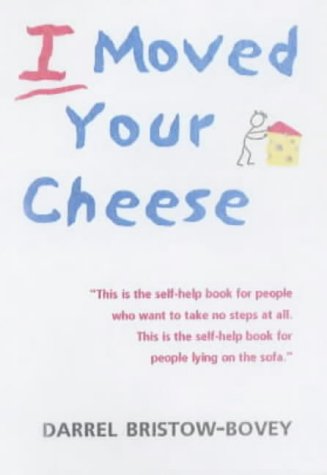 I Moved
Your
Cheese
"This is the self-help book for people
who want to take no steps at all.
This is the self-help book for
people lying on the sofa."
DARREL BRISTOW-BOVEY